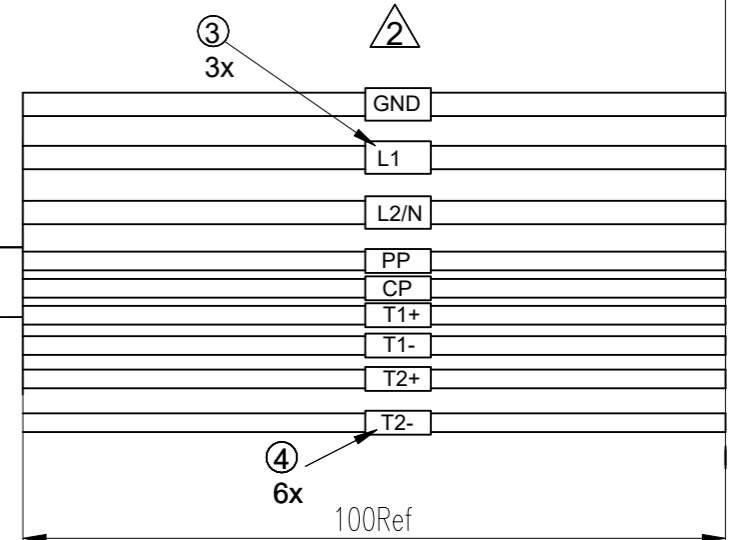 ③
3x
2
GND
L1
L2/N
PP
CP
T1+
T1-
T2+
T2-
④
6x
100Ref